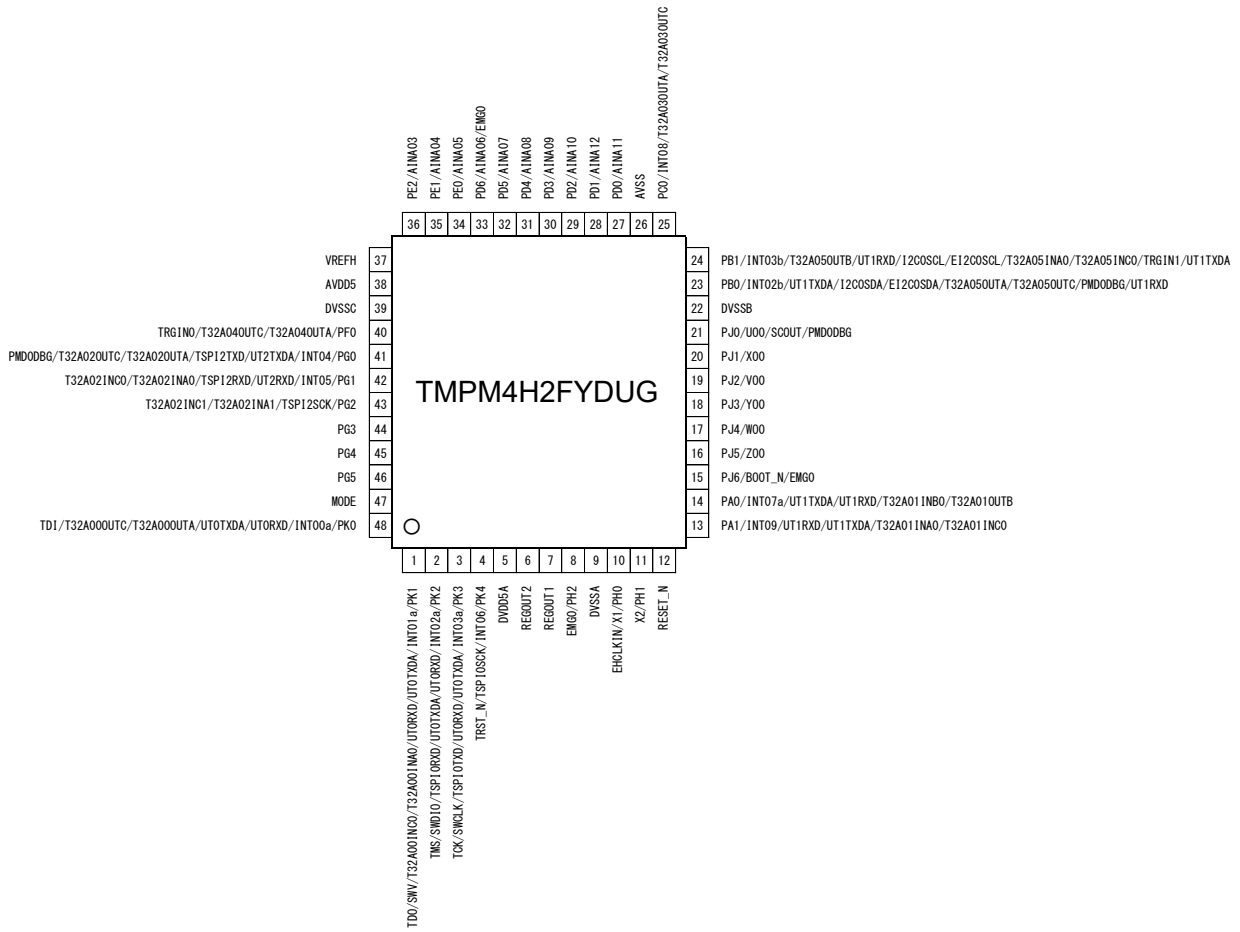 PE2/AINA03
PE1/AINA04
PE0/AINA05
PD6/AINA06/EMG0
PD5/AINA07
PD4/AINA08
PD3/AINA09
PD2/AINA10
PD1/AINA12
PD0/AINA11
AVSS
PC0/INT08/T32A03OUTA/T32A03OUTC
36 35 34 33 32 31 30 29 28 27 26 25
VREFH 37
AVDD5 38
DVSSC 39
TRGIN0/T32A04OUTC/T32A04OUTA/PF0 40
PMD0DBG/T32A02OUTC/T32A02OUTA/TSPI2TXD/UT2TXDA/INT04/PG0 41
T32A02INC0/T32A02INA0/TSPI2RXD/UT2RXD/INT05/PG1 42
T32A02INC1/T32A02INA1/TSPI2SCK/PG2 43
PG3 44
PG4 45
PG5 46
MODE 47
TDI/T32A00OUTC/T32A00OUTA/UT0TXDA/UT0RXD/INT00a/PK0 48
TMPM4H2FYDUG
24 PB1/INT03b/T32A05OUTB/UT1RXD/I2C0SCL/EI2C0SCL/T32A05INA0/T32A05INC0/TRGIN1/UT1TXDA
23 PB0/INT02b/UT1TXDA/I2C0SDA/EI2C0SDA/T32A05OUTA/T32A05OUTC/PMD0DBG/UT1RXD
22 DVSSB
21 PJ0/UO0/SCOUT/PMD0DBG
20 PJ1/XO0
19 PJ2/VO0
18 PJ3/YO0
17 PJ4/WO0
16 PJ5/ZO0
15 PJ6/BOOT_N/EMG0
14 PA0/INT07a/UT1TXDA/UT1RXD/T32A01INB0/T32A01OUTB
13 PA1/INT09/UT1RXD/UT1TXDA/T32A01INA0/T32A01INC0
1 2 3 4 5 6 7 8 9 10 11 12
TDO/SWV/T32A00INC0/T32A00INA0/UT0RXD/UT0TXDA/INT01a/PK1
TMS/SWDIO/TSPI0RXD/UT0TXDA/UT0RXD/INT02a/PK2
TCK/SWCLK/TSPI0TXD/UT0RXD/UT0TXDA/INT03a/PK3
TRST_N/TSPI0SCK/INT06/PK4
DVDD5A
REGOUT2
REGOUT1
EMG0/PH2
DVSSA
EHCLKIN/X1/PH0
X2/PH1
RESET_N